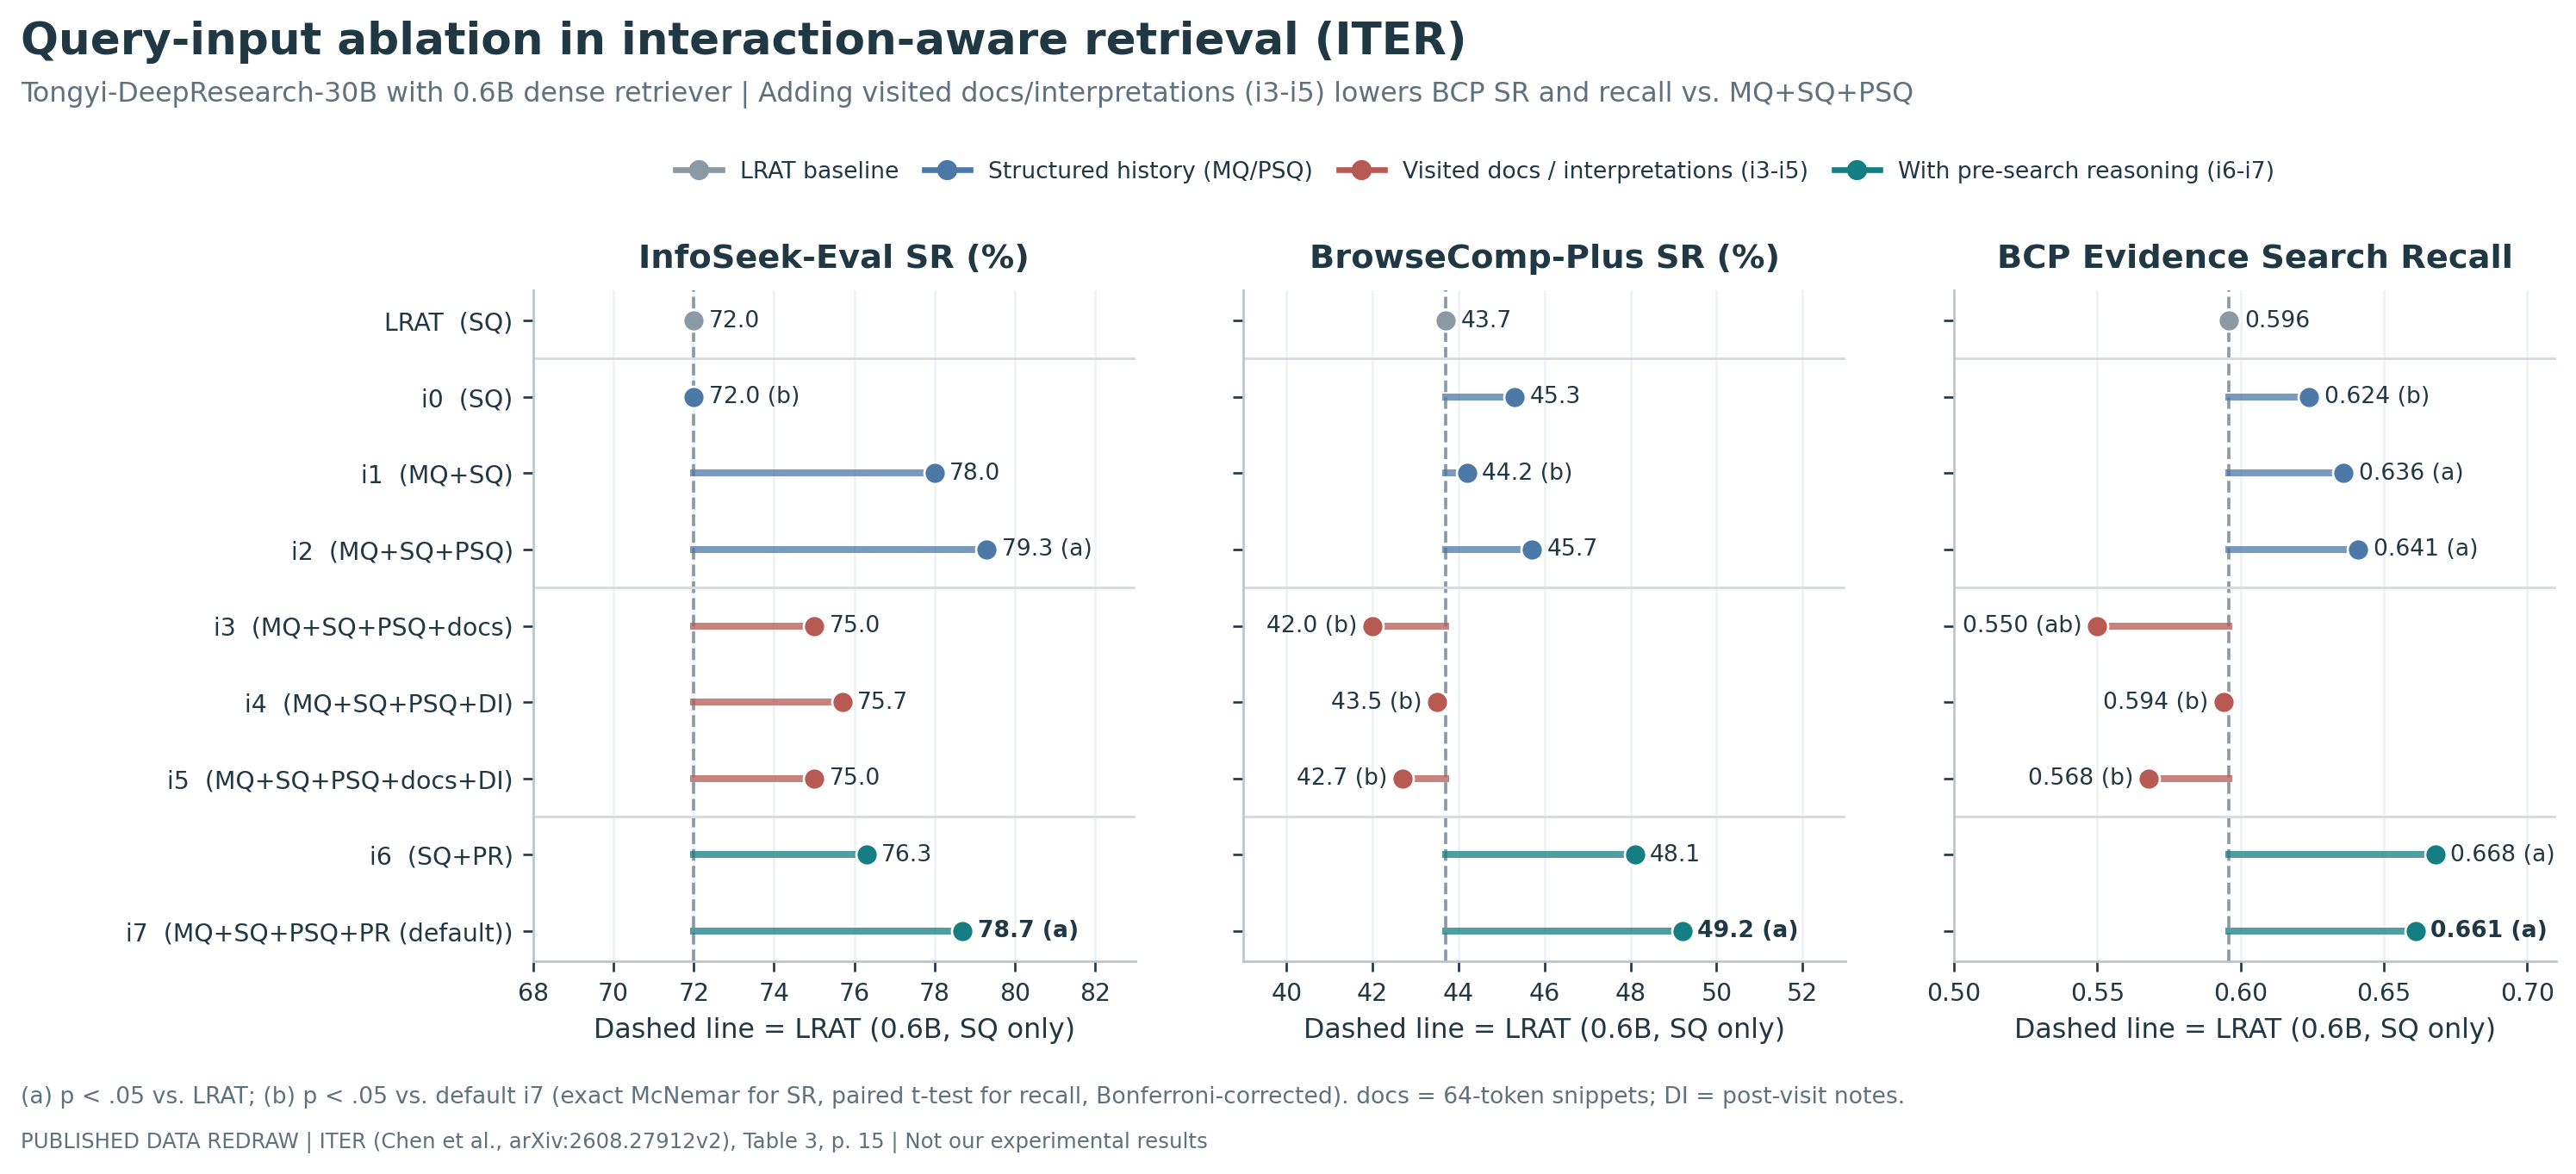 Query-input ablation in interaction-aware retrieval (ITER)
Tongyi-DeepResearch-30B with 0.6B dense retriever | Adding visited docs/interpretations (i3-i5) lowers BCP SR and recall vs. MQ+SQ+PSQ
LRAT baseline
Structured history (MQ/PSQ)
Visited docs / interpretations (i3-i5)
With pre-search reasoning (i6-i7)
InfoSeek-Eval SR (%)
BrowseComp-Plus SR (%)
BCP Evidence Search Recall
LRAT (SQ) 72.0 43.7 0.596
i0 (SQ) 72.0 (b) 45.3 0.624 (b)
i1 (MQ+SQ) 78.0 44.2 (b) 0.636 (a)
i2 (MQ+SQ+PSQ) 79.3 (a) 45.7 0.641 (a)
i3 (MQ+SQ+PSQ+docs) 75.0 42.0 (b) 0.550 (ab)
i4 (MQ+SQ+PSQ+DI) 75.7 43.5 (b) 0.594 (b)
i5 (MQ+SQ+PSQ+docs+DI) 75.0 42.7 (b) 0.568 (b)
i6 (SQ+PR) 76.3 48.1 0.668 (a)
i7 (MQ+SQ+PSQ+PR (default)) 78.7 (a) 49.2 (a) 0.661 (a)
68 70 72 74 76 78 80 82
40 42 44 46 48 50 52
0.50 0.55 0.60 0.65 0.70
Dashed line = LRAT (0.6B, SQ only)
Dashed line = LRAT (0.6B, SQ only)
Dashed line = LRAT (0.6B, SQ only)
(a) p < .05 vs. LRAT; (b) p < .05 vs. default i7 (exact McNemar for SR, paired t-test for recall, Bonferroni-corrected). docs = 64-token snippets; DI = post-visit notes.
PUBLISHED DATA REDRAW | ITER (Chen et al., arXiv:2608.27912v2), Table 3, p. 15 | Not our experimental results